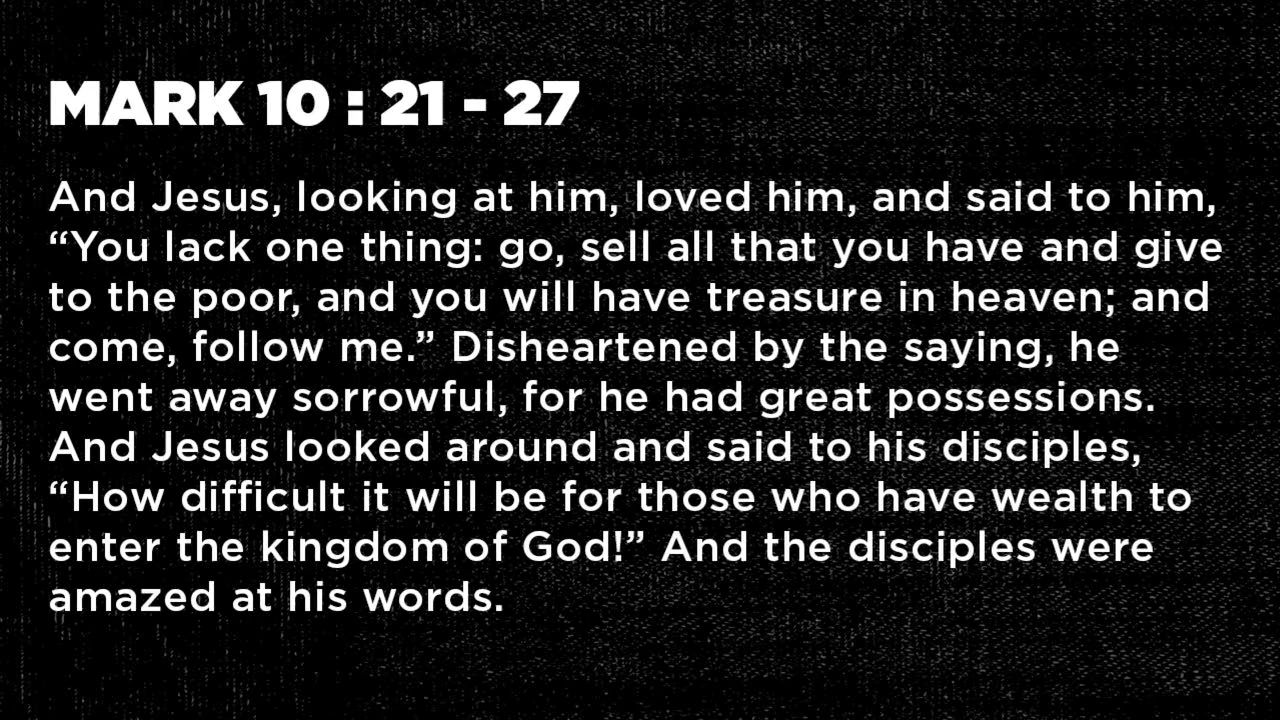 MARK 10 : 21 - 27
And Jesus, looking at him, loved him, and said to him,
“You lack one thing: go, sell all that you have and give
to the poor, and you will have treasure in heaven; and
come, follow me.” Disheartened by the saying, he
went away sorrowful, for he had great possessions.
And Jesus looked around and said to his disciples,
“How difficult it will be for those who have wealth to
enter the kingdom of God!” And the disciples were
amazed at his words.